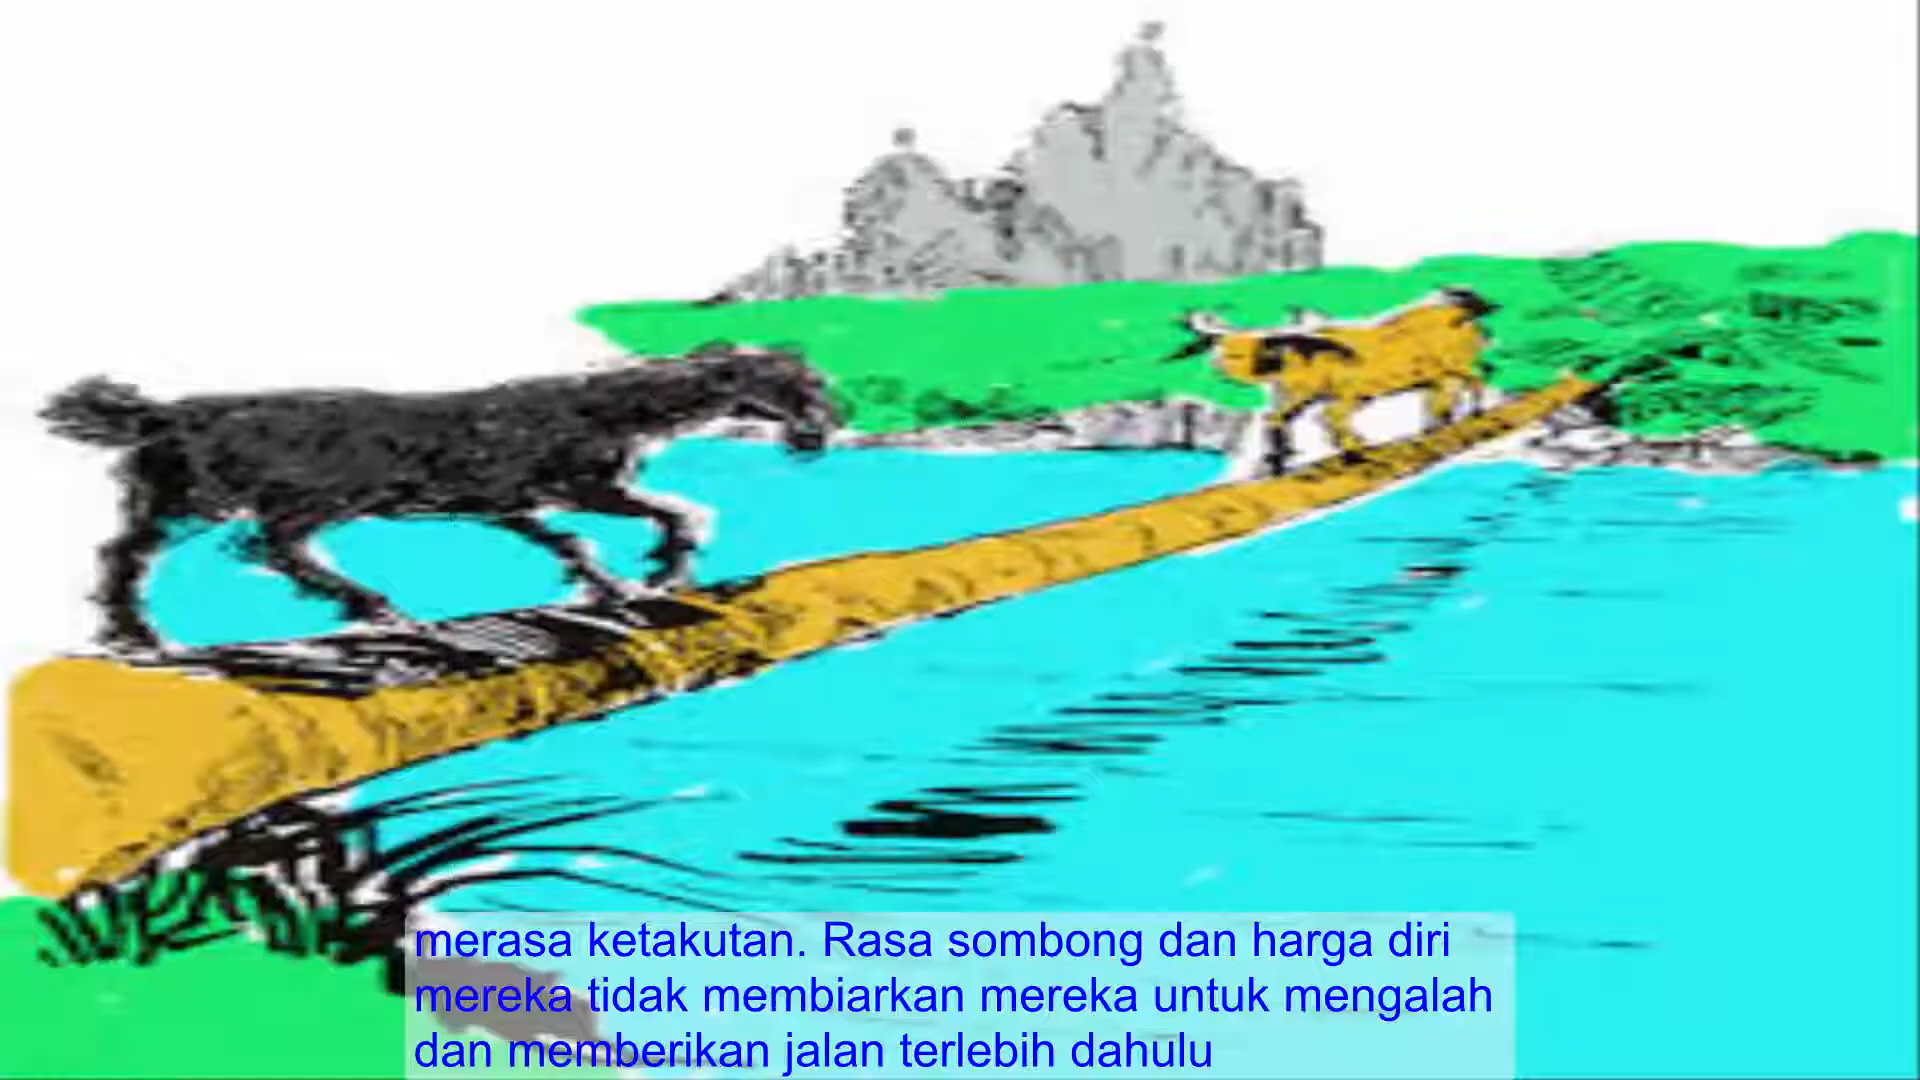 merasa ketakutan. Rasa sombong dan harga diri
mereka tidak membiarkan mereka untuk mengalah
dan memberikan jalan terlebih dahulu